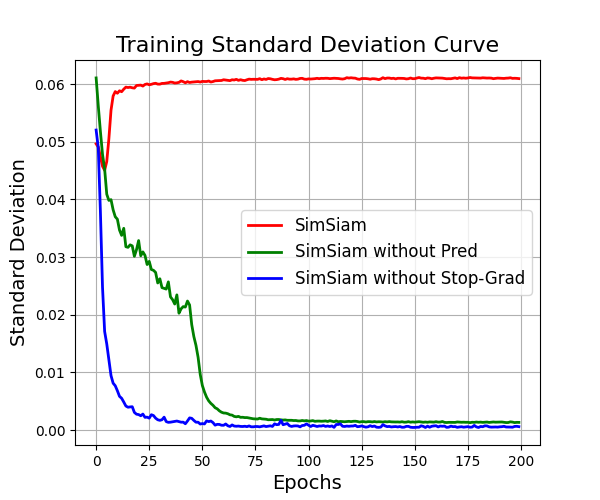 Training Standard Deviation Curve
Standard Deviation
0.06
0.05
0.04
0.03
0.02
0.01
0.00
SimSiam
SimSiam without Pred
SimSiam without Stop-Grad
0 25 50 75 100 125 150 175 200
Epochs